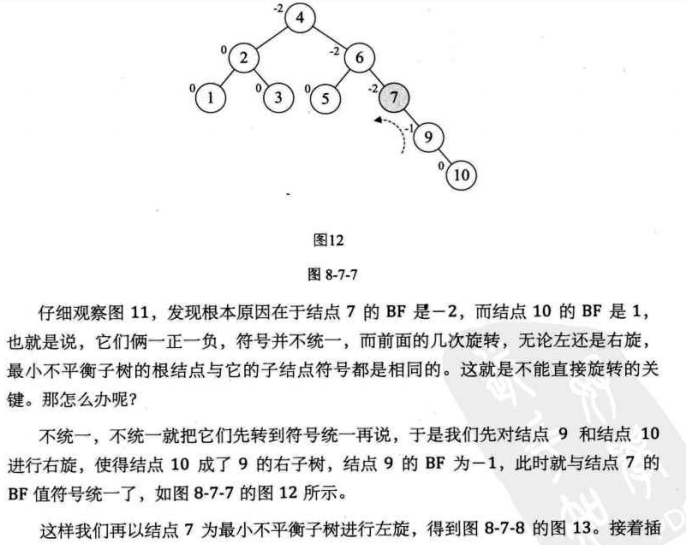 -2 4
0 2 -2 6
0 1 0 3 0 5 -2 7
-1 9
0 10
图12
图 8-7-7
仔细观察图 11，发现根本原因在于结点 7 的 BF 是-2，而结点 10 的 BF 是 1，
也就是说，它们俩一正一负，符号并不统一，而前面的几次旋转，无论左还是右旋，
最小不平衡子树的根结点与它的子结点符号都是相同的。这就是不能直接旋转的关
键。那怎么办呢？
不统一，不统一就把它们先转到符号统一再说，于是我们先对结点 9 和结点 10
进行右旋，使得结点 10 成了 9 的右子树，结点 9 的 BF 为-1，此时就与结点 7 的
BF 值符号统一了，如图 8-7-7 的图 12 所示。
这样我们再以结点 7 为最小不平衡子树进行左旋，得到图 8-7-8 的图 13。接着插